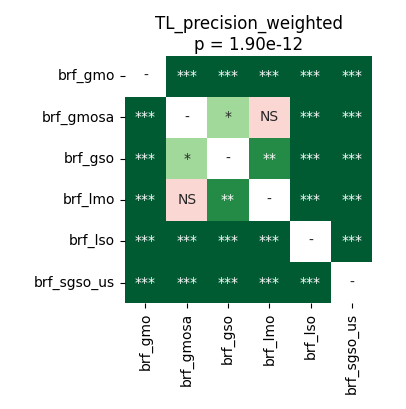 TL_precision_weighted
p = 1.90e-12
brf_gmo - *** *** *** *** ***
brf_gmosa *** - * NS *** ***
brf_gso *** * - ** *** ***
brf_lmo *** NS ** - *** ***
brf_lso *** *** *** *** - ***
brf_sgso_us *** *** *** *** *** -
brf_gmo
brf_gmosa
brf_gso
brf_lmo
brf_lso
brf_sgso_us